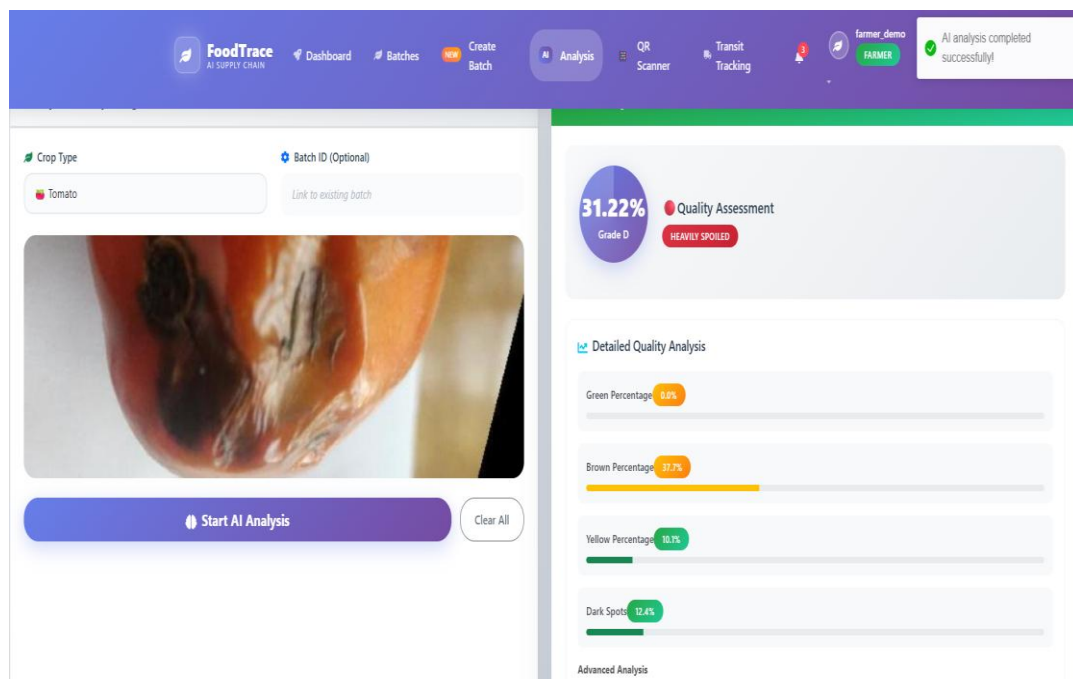 FoodTrace
AI SUPPLY CHAIN
Dashboard
Batches
NEW
Create
Batch
AI
Analysis
QR
Scanner
Transit
Tracking
3
farmer_demo
FARMER
AI analysis completed
successfully!
Crop Type
Batch ID (Optional)
Tomato
Link to existing batch
Start AI Analysis
Clear All
31.22%
Grade D
Quality Assessment
HEAVILY SPOILED
Detailed Quality Analysis
Green Percentage 0.0%
Brown Percentage 37.7%
Yellow Percentage 10.1%
Dark Spots 12.4%
Advanced Analysis